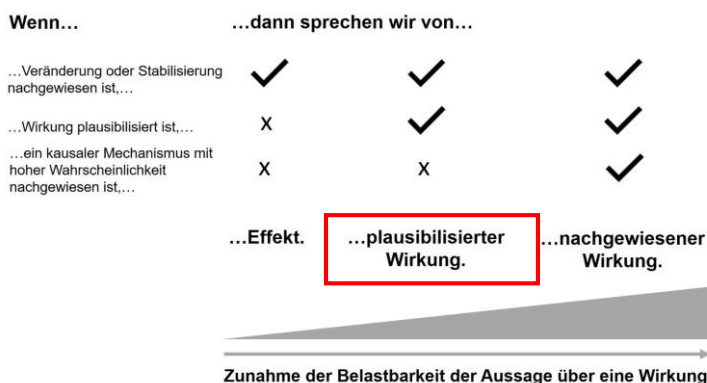 Wenn… …dann sprechen wir von…
…Veränderung oder Stabilisierung
nachgewiesen ist,…
…Wirkung plausibilisiert ist,… x
…ein kausaler Mechanismus mit
hoher Wahrscheinlichkeit x x
nachgewiesen ist,…
…Effekt. …plausibilisierter …nachgewiesener
Wirkung. Wirkung.
Zunahme der Belastbarkeit der Aussage über eine Wirkung